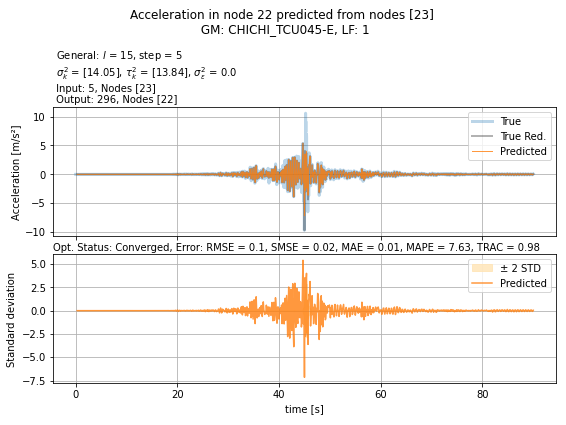 Acceleration in node 22 predicted from nodes [23]
GM: CHICHI_TCU045-E, LF: 1
General: l = 15, step = 5
σ²ₖ = [14.05], τ²ₖ = [13.84], σ²ε = 0.0
Input: 5, Nodes [23]
Output: 296, Nodes [22]
Acceleration [m/s²]
10
5
0
−5
−10
True
True Red.
Predicted
Opt. Status: Converged, Error: RMSE = 0.1, SMSE = 0.02, MAE = 0.01, MAPE = 7.63, TRAC = 0.98
Standard deviation
5.0
2.5
0.0
−2.5
−5.0
−7.5
± 2 STD
Predicted
0 20 40 60 80
time [s]